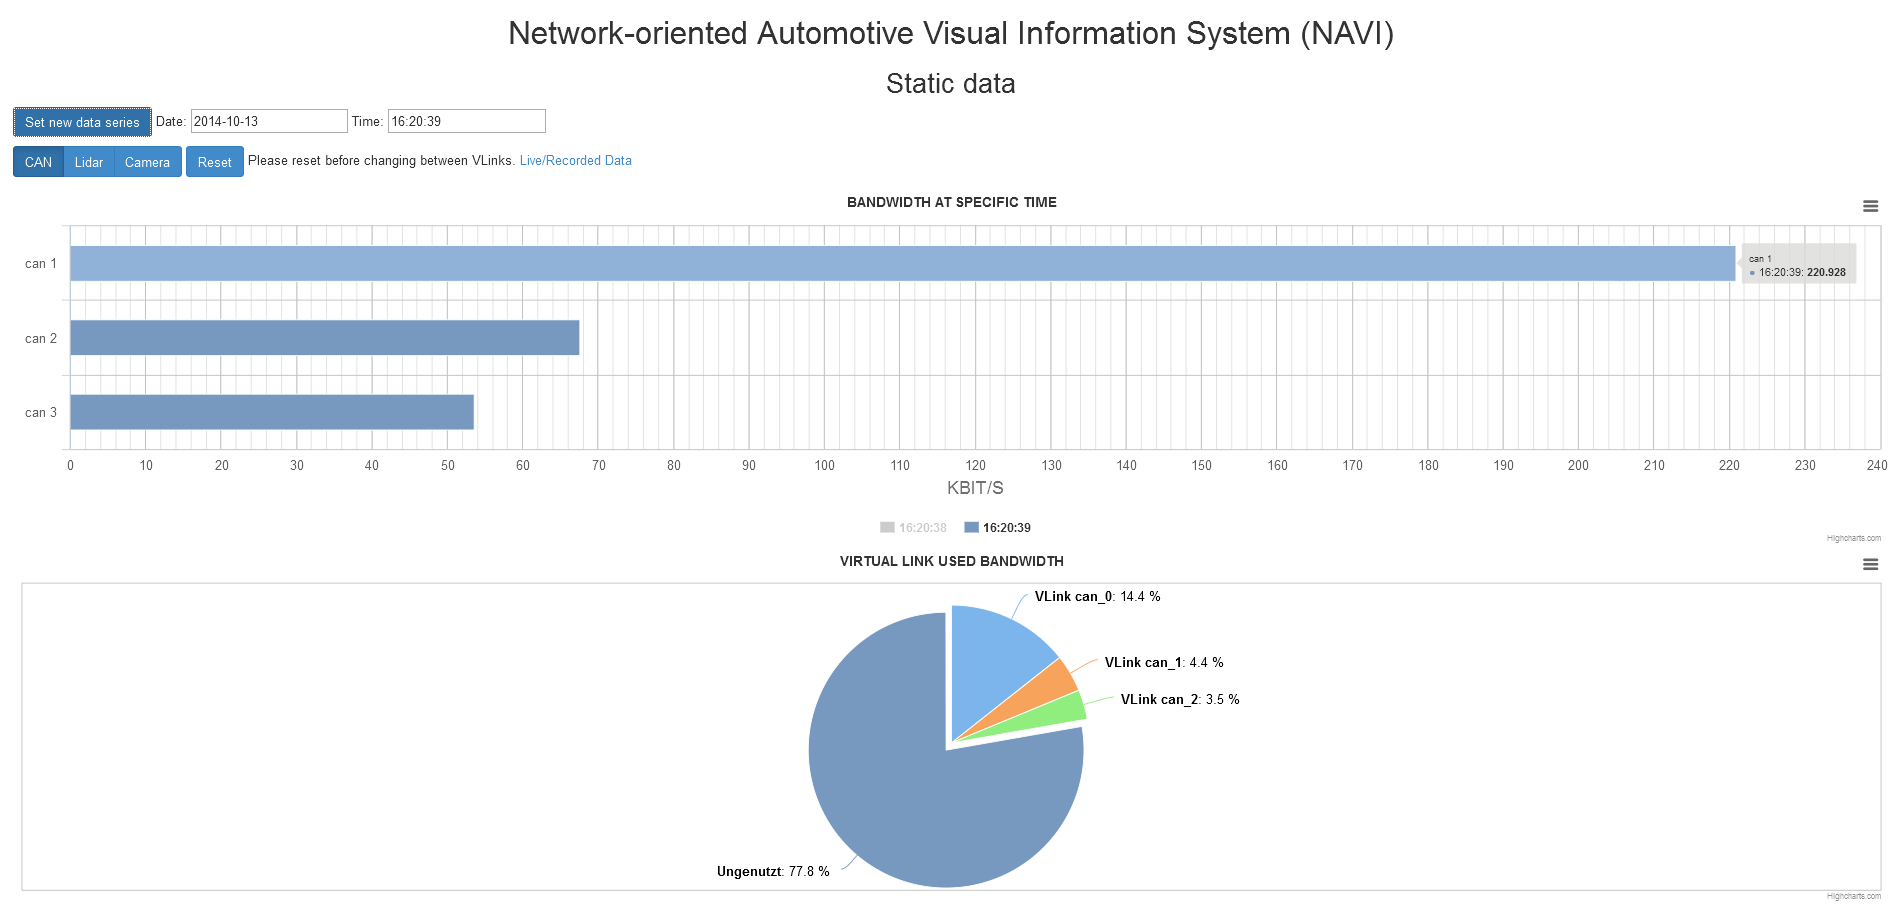 Network-oriented Automotive Visual Information System (NAVI)
Static data
Set new data series Date: 2014-10-13 Time: 16:20:39
CAN Lidar Camera Reset Please reset before changing between VLinks. Live/Recorded Data
BANDWIDTH AT SPECIFIC TIME
can 1
can 1
16:20:39: 220.928
can 2
can 3
0 10 20 30 40 50 60 70 80 90 100 110 120 130 140 150 160 170 180 190 200 210 220 230 240
KBIT/S
16:20:38 16:20:39
Highcharts.com
VIRTUAL LINK USED BANDWIDTH
VLink can_0: 14.4 %
VLink can_1: 4.4 %
VLink can_2: 3.5 %
Ungenutzt: 77.8 %
Highcharts.com